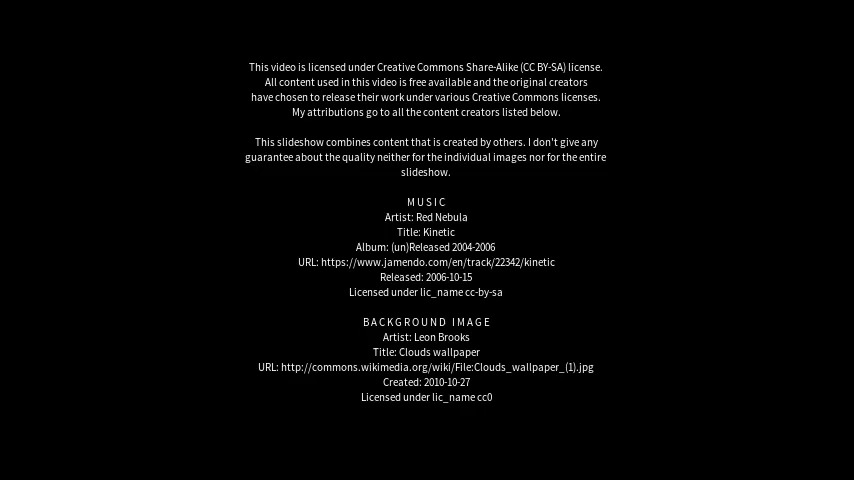 This video is licensed under Creative Commons Share-Alike (CC BY-SA) license.
All content used in this video is free available and the original creators
have chosen to release their work under various Creative Commons licenses.
My attributions go to all the content creators listed below.
This slideshow combines content that is created by others. I don't give any
guarantee about the quality neither for the individual images nor for the entire
slideshow.
MUSIC
Artist: Red Nebula
Title: Kinetic
Album: (un)Released 2004-2006
URL: https://www.jamendo.com/en/track/22342/kinetic
Released: 2006-10-15
Licensed under lic_name cc-by-sa
BACKGROUND IMAGE
Artist: Leon Brooks
Title: Clouds wallpaper
URL: http://commons.wikimedia.org/wiki/File:Clouds_wallpaper_(1).jpg
Created: 2010-10-27
Licensed under lic_name cc0